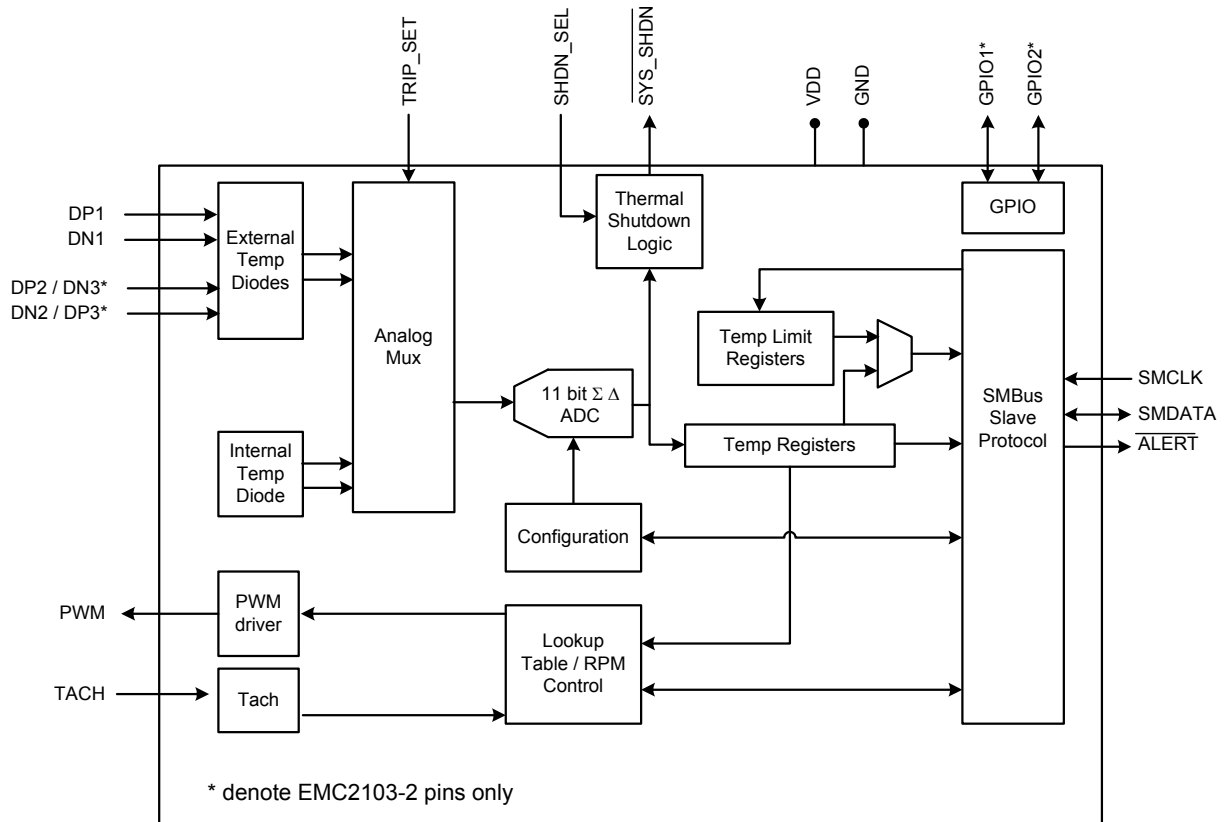 TRIP_SET
SHDN_SEL
SYS_SHDN
VDD
GND
GPIO1*
GPIO2*
DP1
DN1
DP2 / DN3*
DN2 / DP3*
External
Temp
Diodes
Analog
Mux
Thermal
Shutdown
Logic
GPIO
Temp Limit
Registers
11 bit Σ Δ
ADC
SMBus
Slave
Protocol
SMCLK
SMDATA
ALERT
Temp Registers
Internal
Temp
Diode
Configuration
PWM
PWM
driver
Lookup
Table / RPM
Control
TACH
Tach
* denote EMC2103-2 pins only